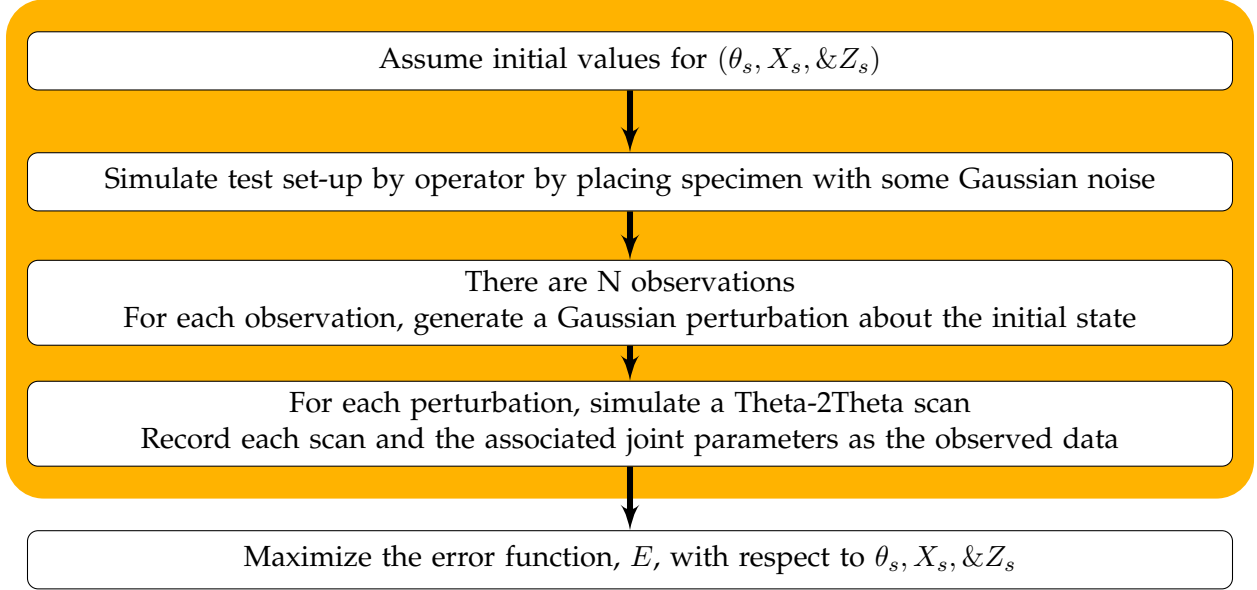 Assume initial values for (θ_s, X_s, &Z_s)
Simulate test set-up by operator by placing specimen with some Gaussian noise
There are N observations
For each observation, generate a Gaussian perturbation about the initial state
For each perturbation, simulate a Theta-2Theta scan
Record each scan and the associated joint parameters as the observed data
Maximize the error function, E, with respect to θ_s, X_s, &Z_s